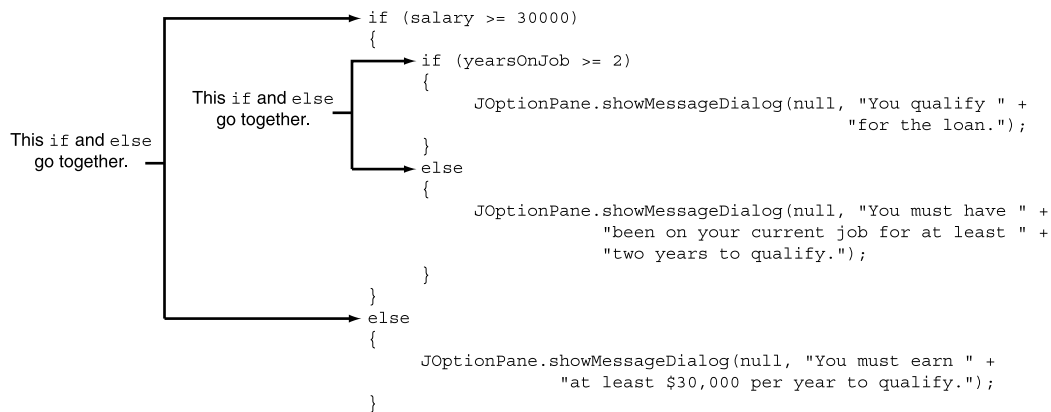 if (salary >= 30000)
{
if (yearsOnJob >= 2)
{
JOptionPane.showMessageDialog(null, "You qualify " +
"for the loan.");
}
else
{
JOptionPane.showMessageDialog(null, "You must have " +
"been on your current job for at least " +
"two years to qualify.");
}
}
else
{
JOptionPane.showMessageDialog(null, "You must earn " +
"at least $30,000 per year to qualify.");
}
This if and else
go together.
This if and else
go together.